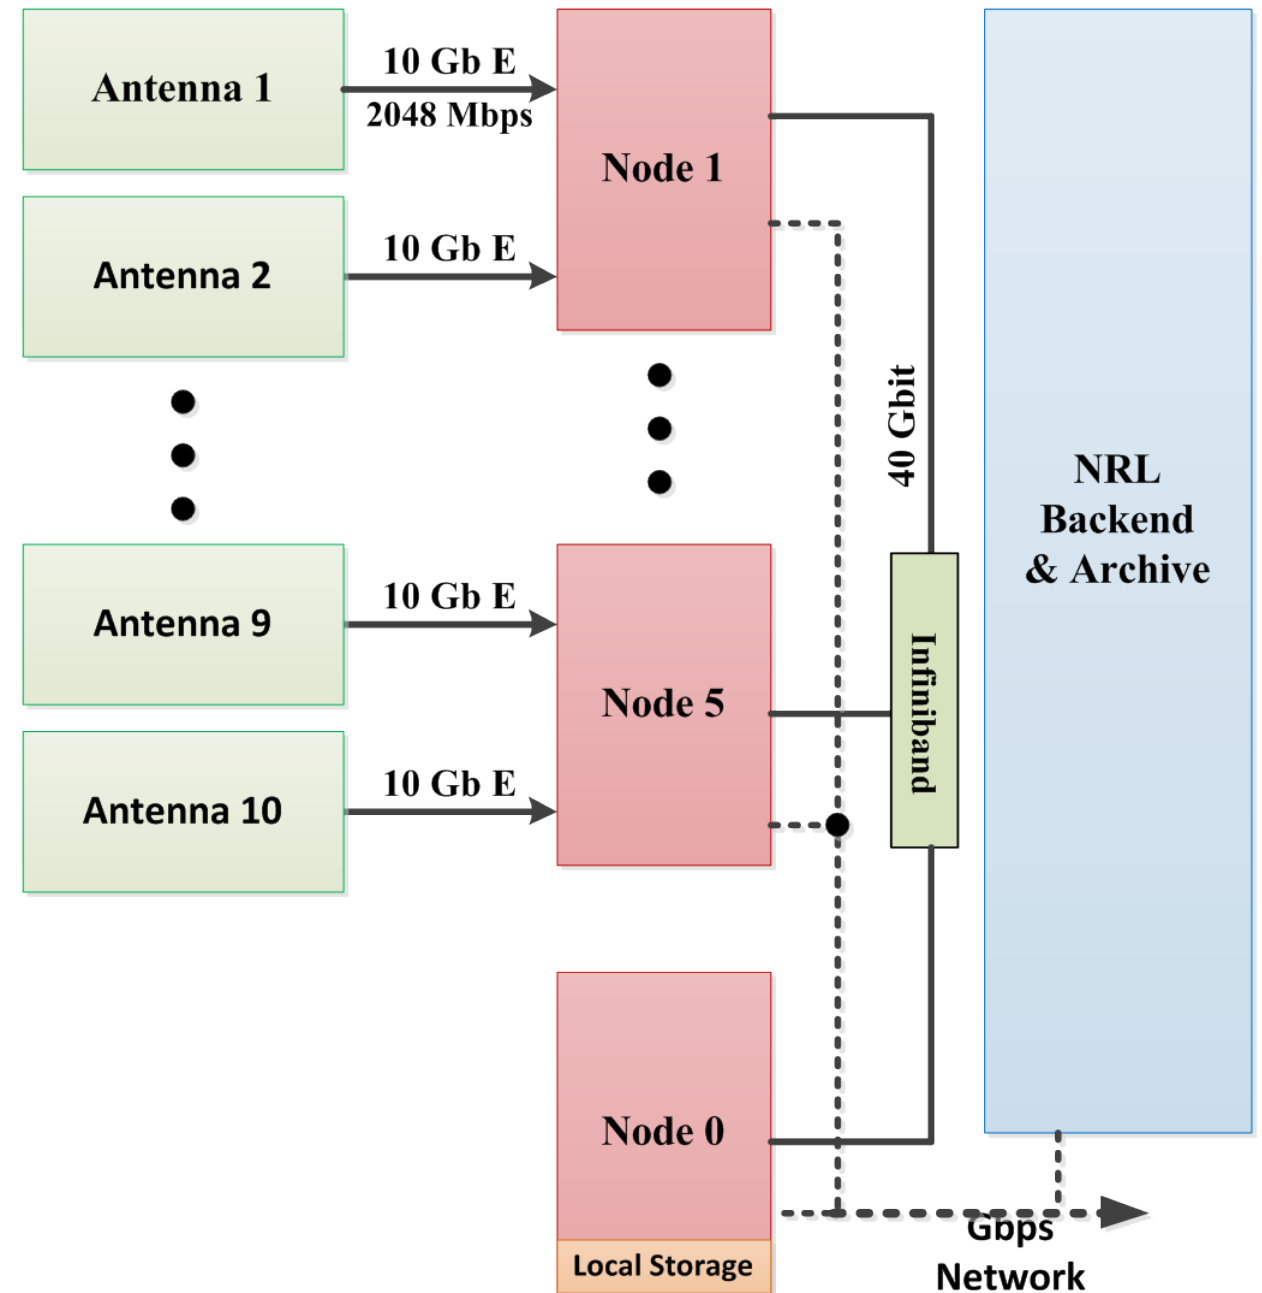 Antenna 1
10 Gb E
2048 Mbps
Node 1
Antenna 2
10 Gb E
40 Gbit
NRL
Backend
& Archive
Antenna 9
10 Gb E
Node 5
Infiniband
Antenna 10
10 Gb E
Node 0
Local Storage
Gbps
Network